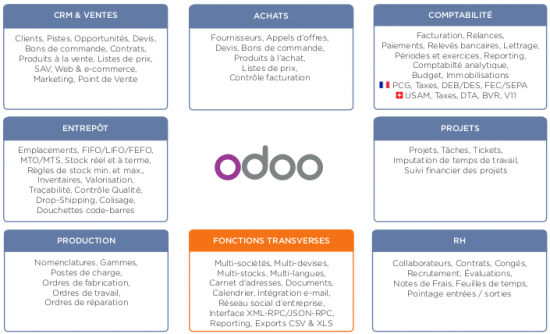 CRM & VENTES
Clients, Pistes, Opportunités, Devis,
Bons de commande, Contrats,
Produits à la vente, Listes de prix,
SAV, Web & e-commerce,
Marketing, Point de Vente
ACHATS
Fournisseurs, Appels d'offres,
Devis, Bons de commande,
Produits à l'achat,
Listes de prix,
Contrôle facturation
COMPTABILITÉ
Facturation, Relances,
Paiements, Relevés bancaires, Lettrage,
Périodes et exercices, Reporting,
Comptabilté analytique,
Budget, Immobilisations
PCG, Taxes, DEB/DES, FEC/SEPA
USAM, Taxes, DTA, BVR, V11
ENTREPÔT
Emplacements, FIFO/LIFO/FEFO,
MTO/MTS, Stock réel et à terme,
Règles de stock min. et max.,
Inventaires, Valorisation,
Traçabilité, Contrôle Qualité,
Drop-Shipping, Colisage,
Douchettes code-barres
odoo
PROJETS
Projets, Tâches, Tickets,
Imputation de temps de travail,
Suivi financier des projets
PRODUCTION
Nomenclatures, Gammes,
Postes de charge,
Ordres de fabrication,
Ordres de travail,
Ordres de réparation
FONCTIONS TRANSVERSES
Multi-sociétés, Multi-devises,
Multi-stocks, Multi-langues,
Carnet d'adresses, Documents,
Calendrier, Intégration e-mail,
Réseau social d'entreprise,
Interface XML-RPC/JSON-RPC,
Reporting, Exports CSV & XLS
RH
Collaborateurs, Contrats, Congés,
Recrutement, Évaluations,
Notes de Frais, Feuilles de temps,
Pointage entrées / sorties